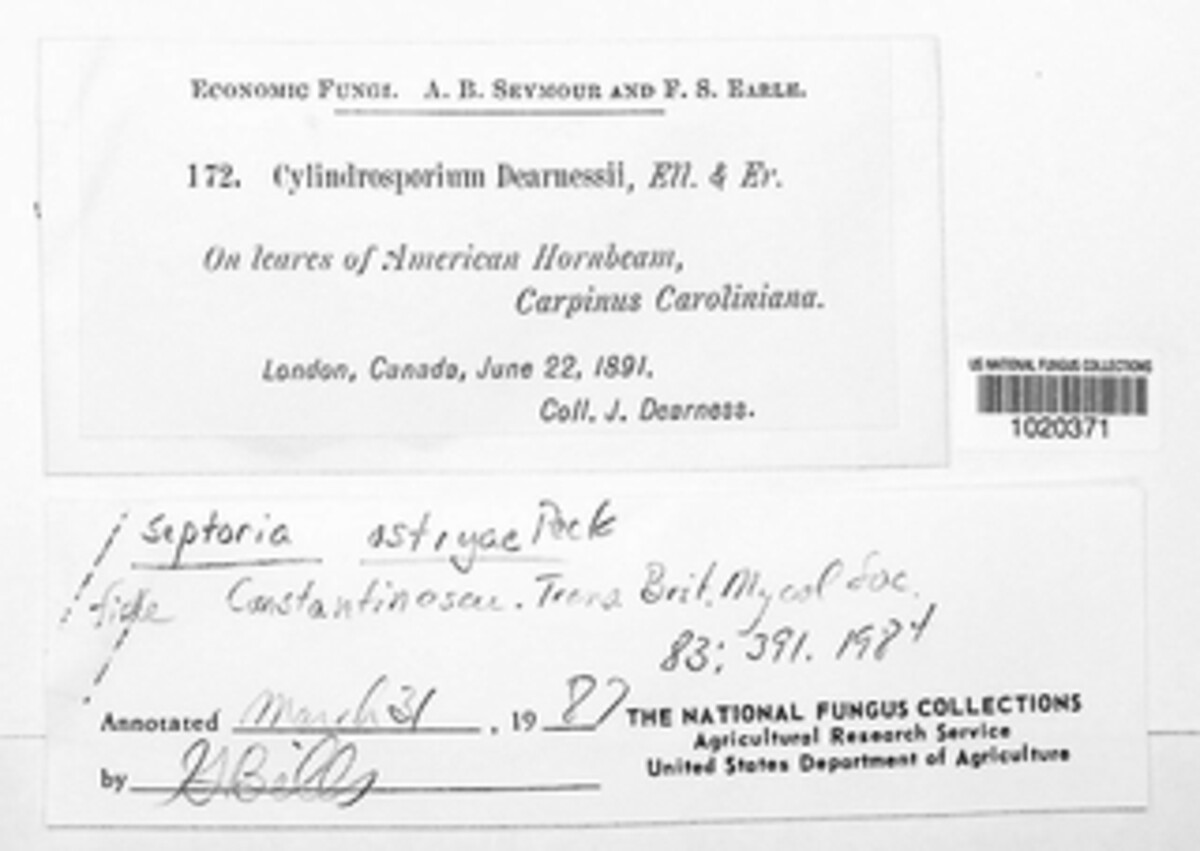 Economic Fungi. A. B. Seymour and F. S. Earle.
172. Cylindrosporium Dearnessii, Ell. & Ev.
On leaves of American Hornbeam,
Carpinus Caroliniana.
London, Canada, June 22, 1891.
Coll. J. Dearness.
US NATIONAL FUNGUS COLLECTIONS
1020371
Septoria ostryae Peck
fide Constantinescu. Trans Brit. Mycol Soc.
83: 391. 1984
Annotated March 31, 1987
THE NATIONAL FUNGUS COLLECTIONS
Agricultural Research Service
United States Department of Agriculture
by G. Bills